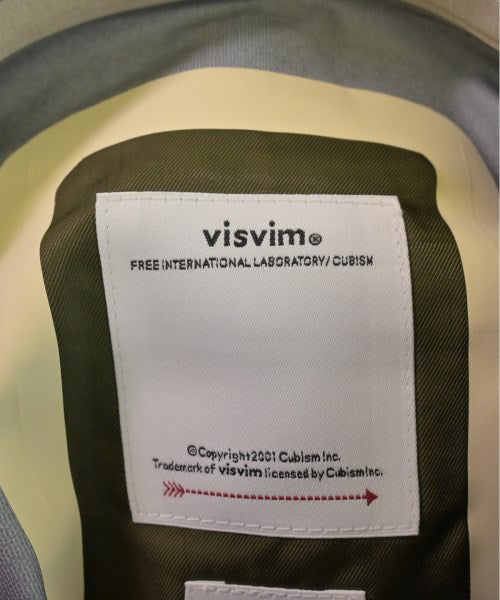 visvim®
FREE INTERNATIONAL LABORATORY/CUBISM
©Copyright2001 Cubism Inc.
Trademark of visvim licensed by Cubism Inc.